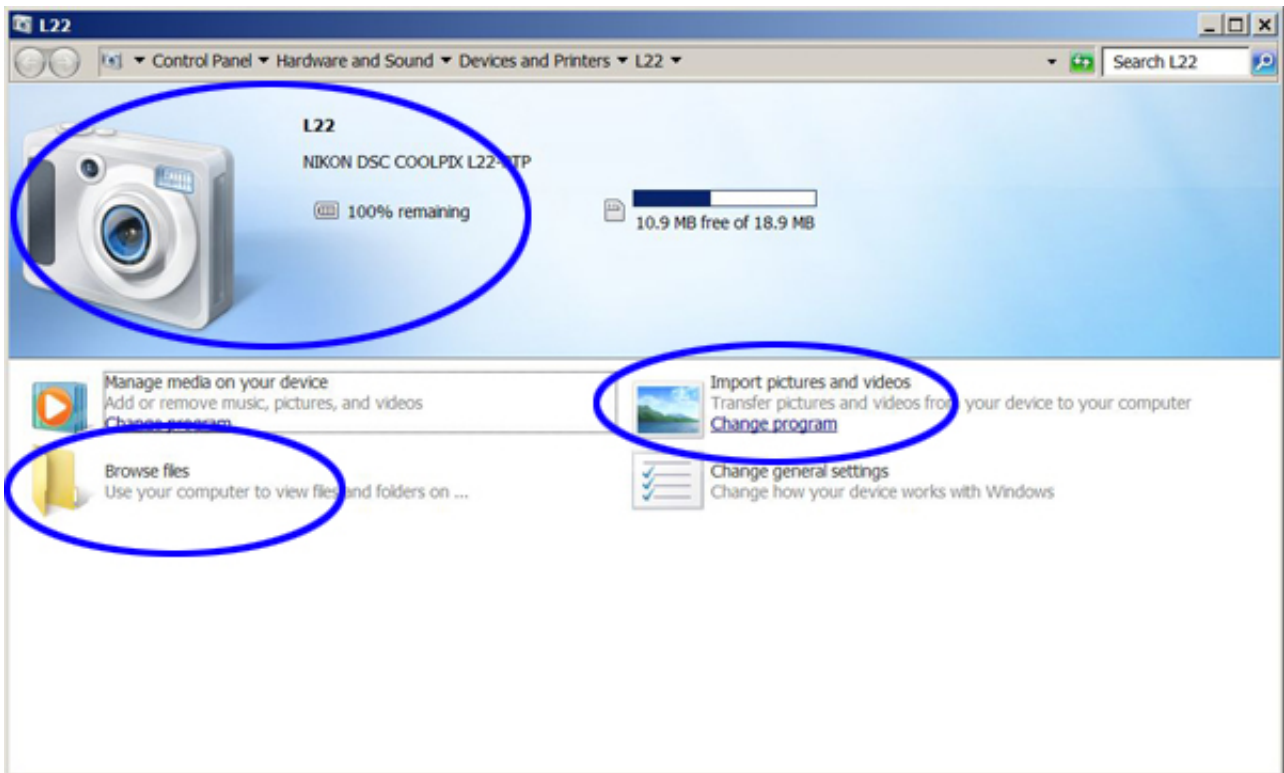 L22
Control Panel Hardware and Sound Devices and Printers L22 Search L22
L22
NIKON DSC COOLPIX L22-PTP
100% remaining
10.9 MB free of 18.9 MB
Manage media on your device
Add or remove music, pictures, and videos
Change program
Import pictures and videos
Transfer pictures and videos from your device to your computer
Change program
Browse files
Use your computer to view files and folders on ...
Change general settings
Change how your device works with Windows